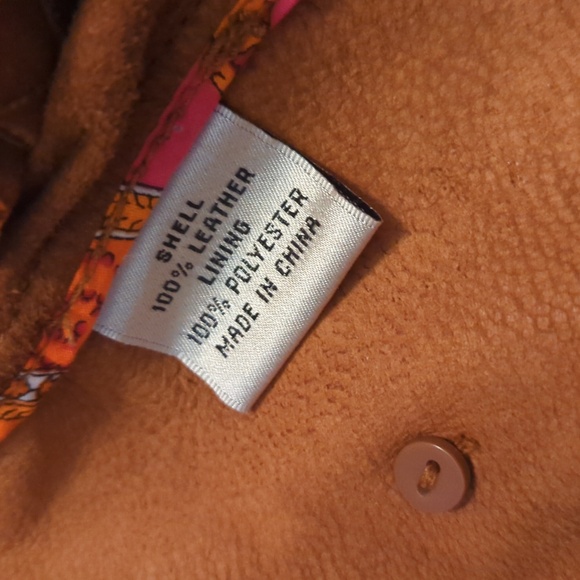 SHELL
100% LEATHER
LINING
100% POLYESTER
MADE IN CHINA